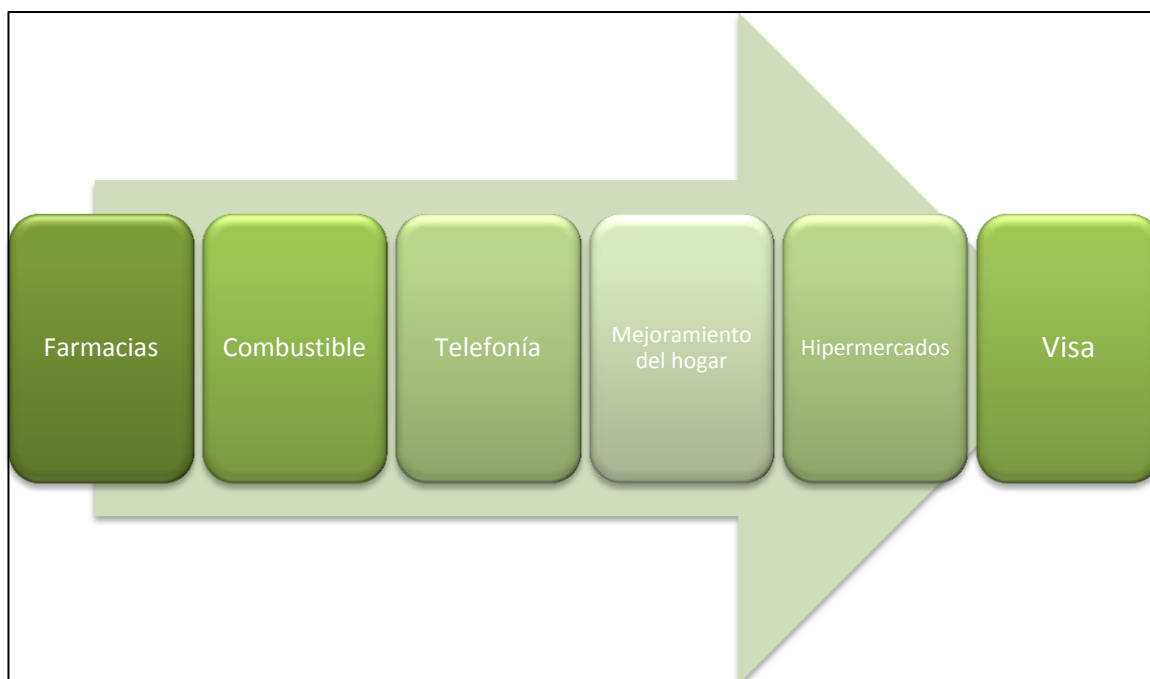 Farmacias
Combustible
Telefonía
Mejoramiento
del hogar
Hipermercados
Visa